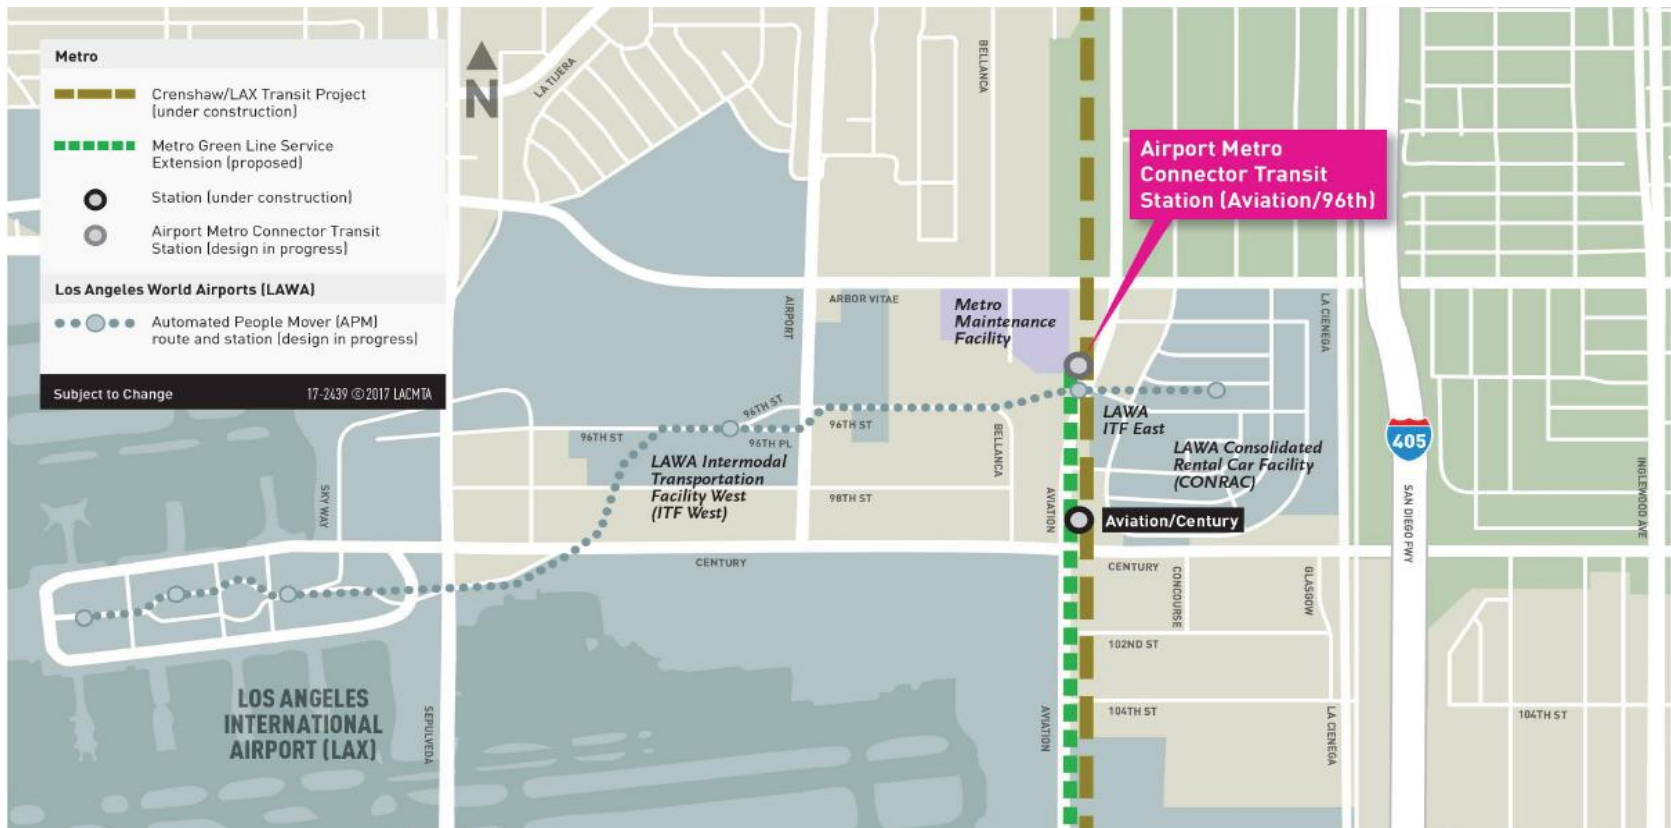 Metro
Crenshaw/LAX Transit Project
(under construction)
Metro Green Line Service
Extension (proposed)
Station (under construction)
Airport Metro Connector Transit
Station (design in progress)
Los Angeles World Airports (LAWA)
Automated People Mover (APM)
route and station (design in progress)
Subject to Change
17-2439 ©2017 LACMTA
N
LA TIJERA
BELLANCA
Airport Metro
Connector Transit
Station (Aviation/96th)
AIRPORT
ARBOR VITAE
Metro
Maintenance
Facility
LA CIENEGA
96TH ST
96TH ST
96TH PL
96TH ST
BELLANCA
LAWA
ITF East
LAWA Consolidated
Rental Car Facility
(CONRAC)
405
LAWA Intermodal
Transportation
Facility West
(ITF West)
SKY WAY
98TH ST
AVIATION
Aviation/Century
SAN DIEGO FWY
INGLEWOOD AVE
CENTURY
CENTURY
CONCOURSE
GLASGOW
102ND ST
LOS ANGELES
INTERNATIONAL
AIRPORT (LAX)
SEPULVEDA
AVIATION
104TH ST
LA CIENEGA
104TH ST